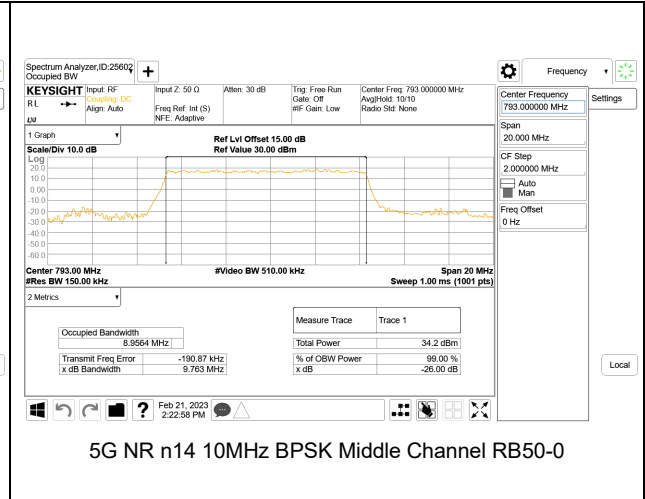 Spectrum Analyzer,ID:25602
Occupied BW
Frequency
KEYSIGHT
Input: RF
Coupling: DC
Align: Auto
Input Z: 50 Ω
Freq Ref: Int (S)
NFE: Adaptive
Atten: 30 dB
Trig: Free Run
Gate: Off
#IF Gain: Low
Center Freq: 793.000000 MHz
Avg|Hold: 10/10
Radio Std: None
R L
Center Frequency
793.000000 MHz
Settings
Span
20.000 MHz
CF Step
2.000000 MHz
Auto
Man
Freq Offset
0 Hz
1 Graph
Scale/Div 10.0 dB
Ref Lvl Offset 15.00 dB
Ref Value 30.00 dBm
Log
20.0
10.0
0.00
-10.0
-20.0
-30.0
-40.0
-50.0
-60.0
Center 793.00 MHz
#Video BW 510.00 kHz
Span 20 MHz
#Res BW 150.00 kHz
Sweep 1.00 ms (1001 pts)
2 Metrics
Measure Trace Trace 1
Occupied Bandwidth
8.9564 MHz
Total Power 34.2 dBm
Transmit Freq Error -190.87 kHz
% of OBW Power 99.00 %
x dB Bandwidth 9.763 MHz
x dB -26.00 dB
Local
Feb 21, 2023
2:22:58 PM
5G NR n14 10MHz BPSK Middle Channel RB50-0